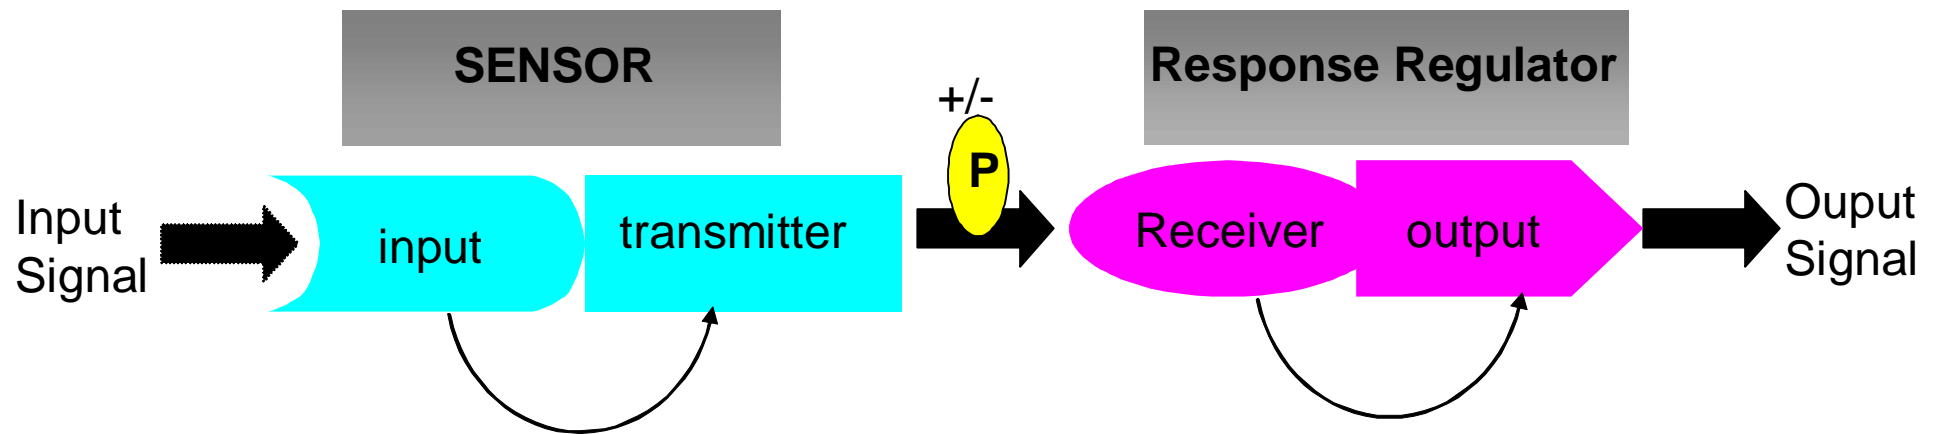 SENSOR
Response Regulator
+/-
P
Input
Signal
input
transmitter
Receiver
output
Ouput
Signal